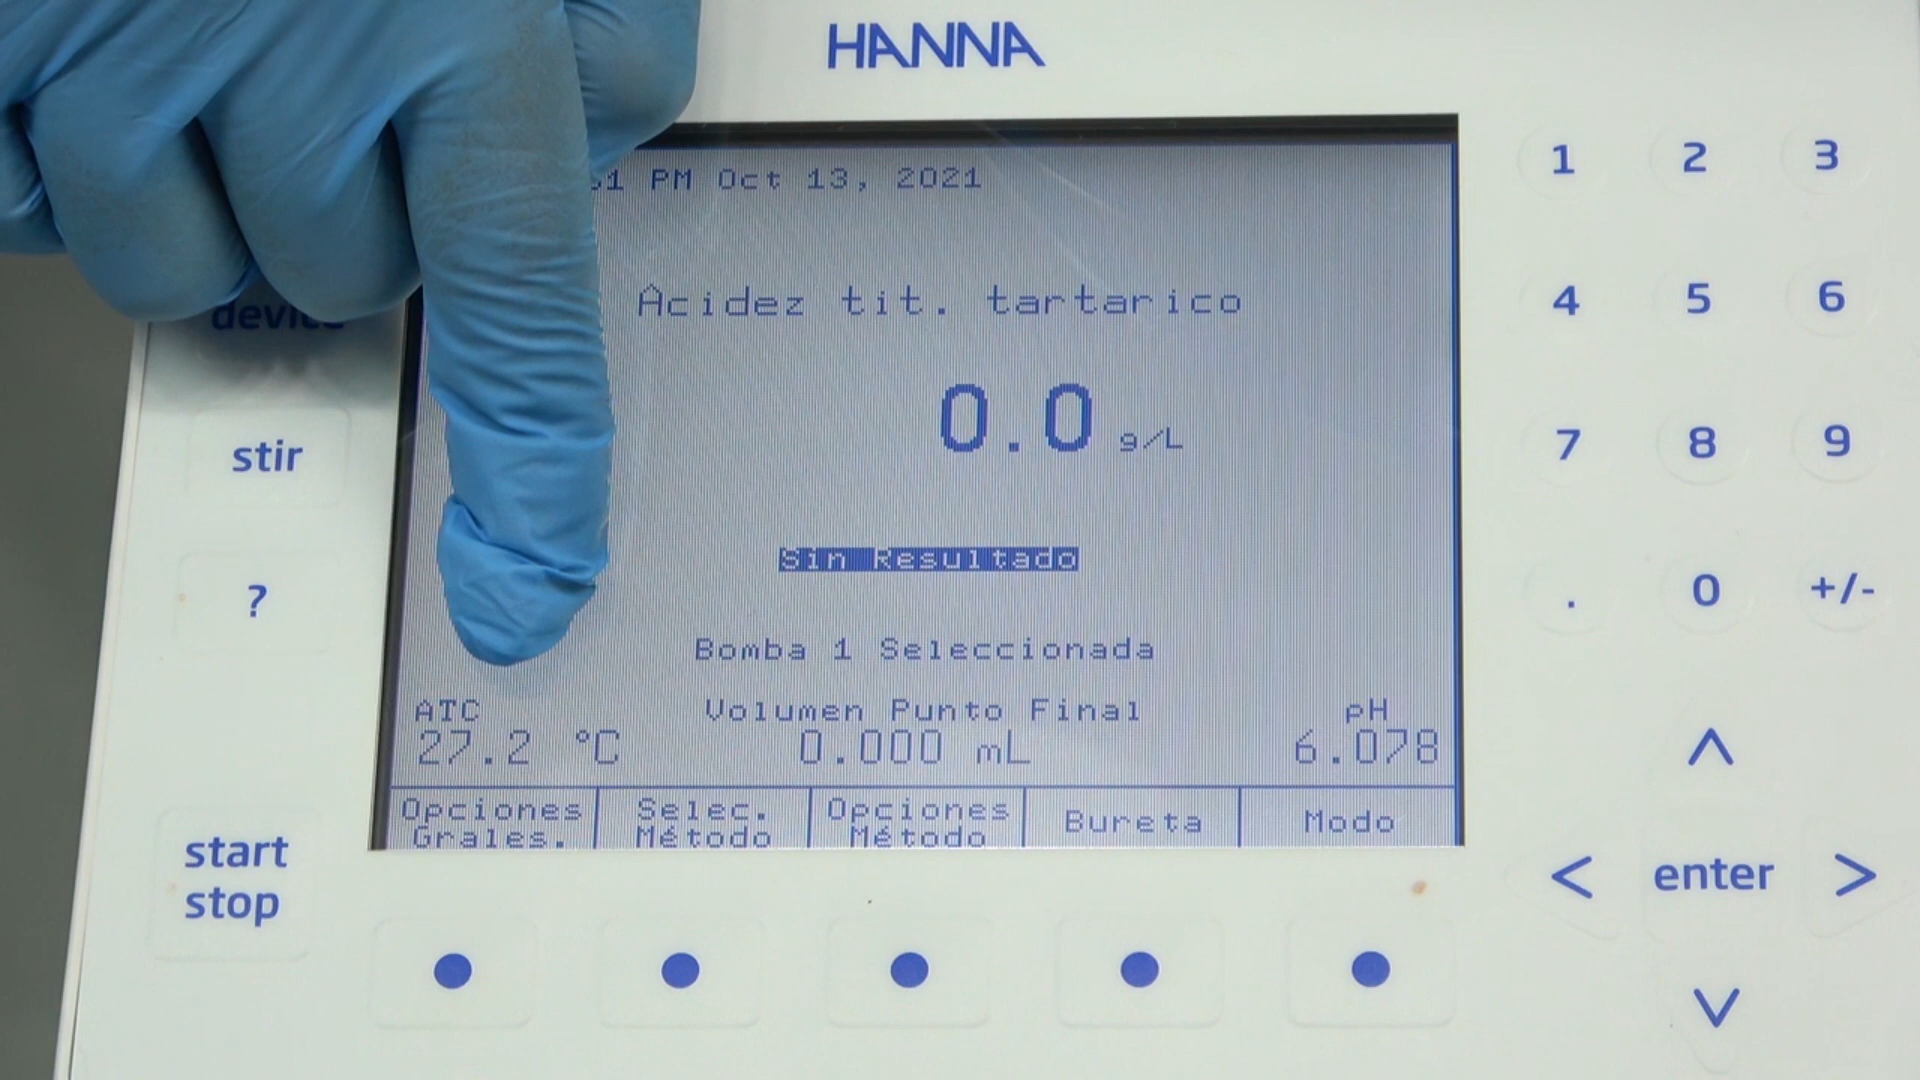 HANNA
PM Oct 13, 2021
Acidez tit. tartarico
0.0 g/L
Sin Resultado
Bomba 1 Seleccionada
ATC Volumen Punto Final pH
27.2 °C 0.000 mL 6.078
Opciones Grales.
Selec. Método
Opciones Método
Bureta
Modo
device
stir
?
start
stop
1 2 3
4 5 6
7 8 9
. 0 +/-
< enter >